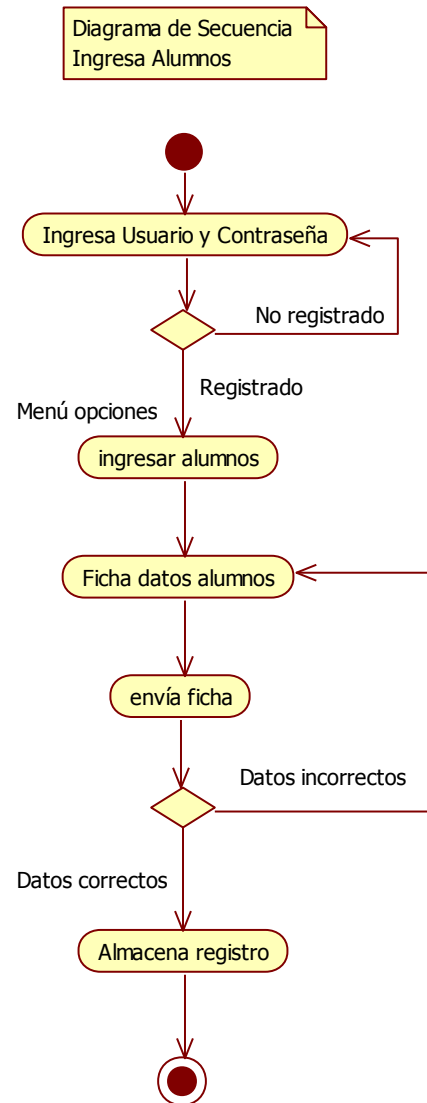 Diagrama de Secuencia
Ingresa Alumnos
Ingresa Usuario y Contraseña
No registrado
Registrado
Menú opciones
ingresar alumnos
Ficha datos alumnos
envía ficha
Datos incorrectos
Datos correctos
Almacena registro